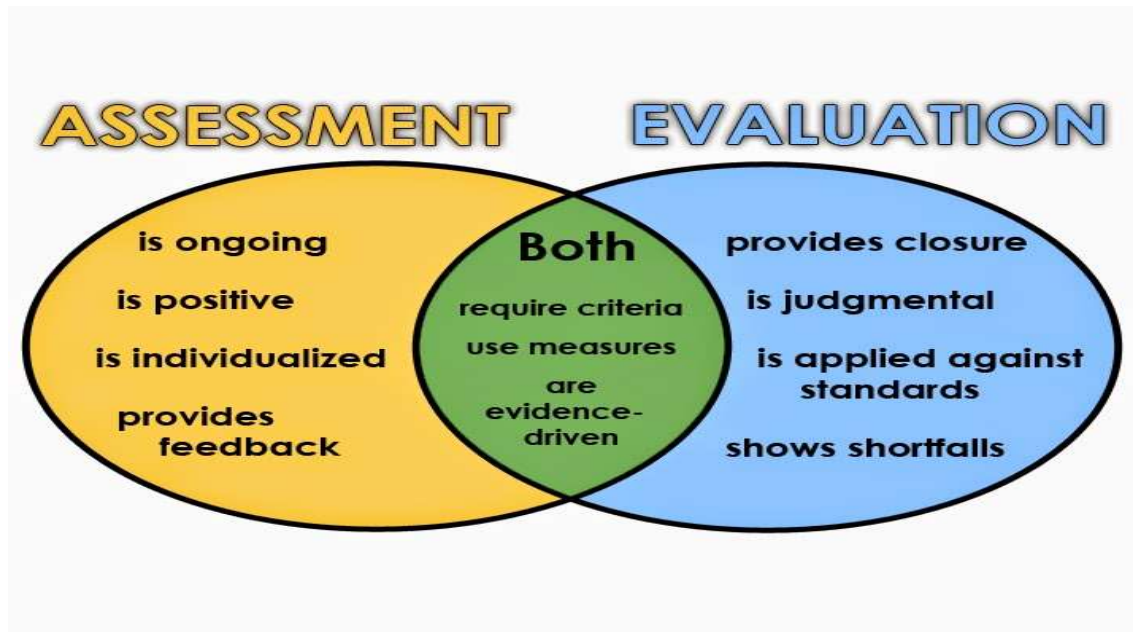 ASSESSMENT
EVALUATION
is ongoing
is positive
is individualized
provides
feedback
Both
require criteria
use measures
are
evidence-
driven
provides closure
is judgmental
is applied against
standards
shows shortfalls